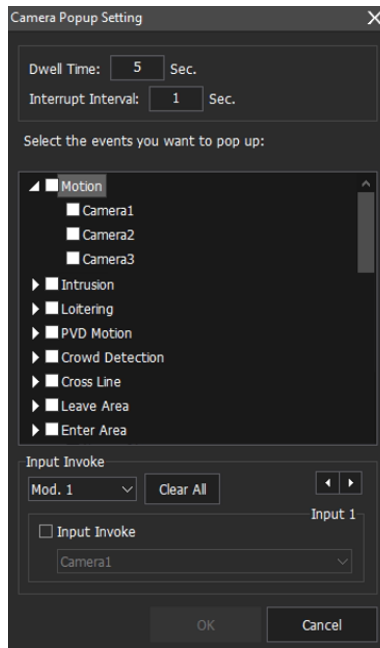 Camera Popup Setting
Dwell Time: 5 Sec.
Interrupt Interval: 1 Sec.
Select the events you want to pop up:
Motion
Camera1
Camera2
Camera3
Intrusion
Loitering
PVD Motion
Crowd Detection
Cross Line
Leave Area
Enter Area
Input Invoke
Mod. 1 Clear All
Input 1
Input Invoke
Camera1
OK Cancel